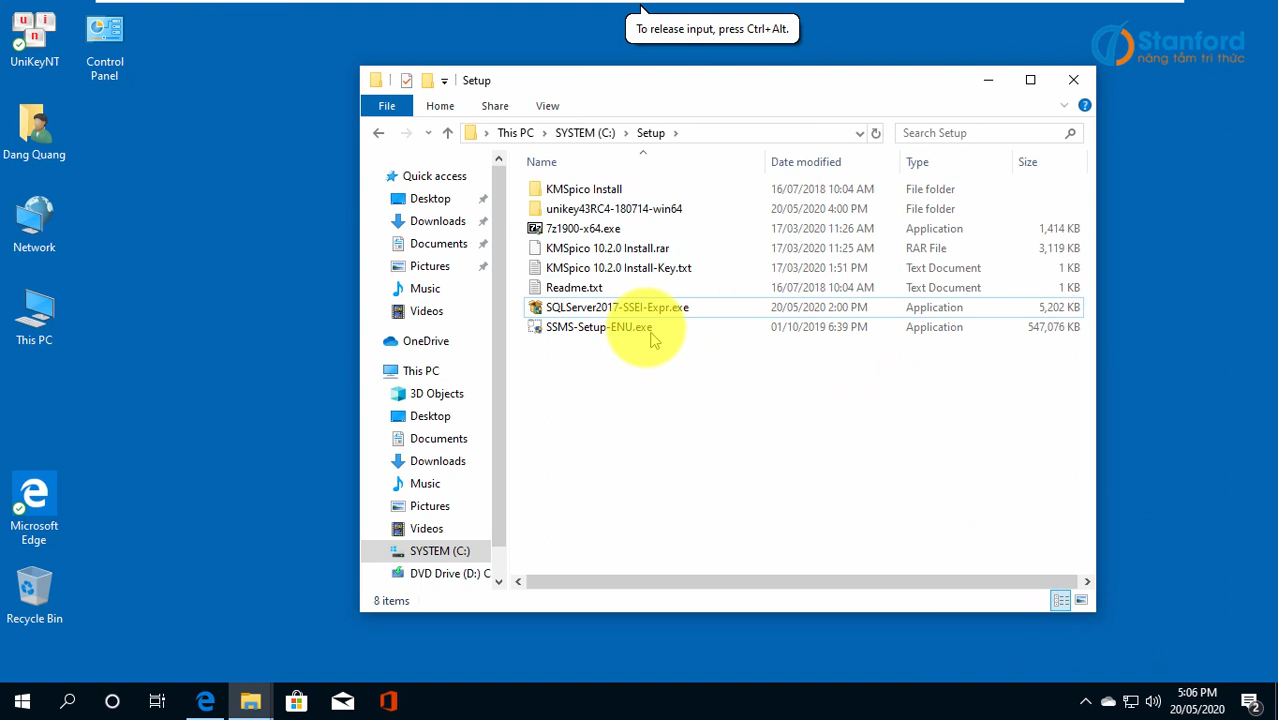 To release input, press Ctrl+Alt.
Stanford
nâng tầm tri thức
UniKeyNT
Control
Panel
Dang Quang
Network
This PC
Microsoft
Edge
Recycle Bin
Setup
File Home Share View
This PC SYSTEM (C:) Setup
Search Setup
Name Date modified Type Size
Quick access
Desktop
Downloads
Documents
Pictures
Music
Videos
OneDrive
This PC
3D Objects
Desktop
Documents
Downloads
Music
Pictures
Videos
SYSTEM (C:)
DVD Drive (D:) C
KMSpico Install 16/07/2018 10:04 AM File folder
unikey43RC4-180714-win64 20/05/2020 4:00 PM File folder
7z1900-x64.exe 17/03/2020 11:26 AM Application 1,414 KB
KMSpico 10.2.0 Install.rar 17/03/2020 11:25 AM RAR File 3,119 KB
KMSpico 10.2.0 Install-Key.txt 17/03/2020 1:51 PM Text Document 1 KB
Readme.txt 16/07/2018 10:04 AM Text Document 1 KB
SQLServer2017-SSEI-Expr.exe 20/05/2020 2:00 PM Application 5,202 KB
SSMS-Setup-ENU.exe 01/10/2019 6:39 PM Application 547,076 KB
8 items
5:06 PM
20/05/2020
2